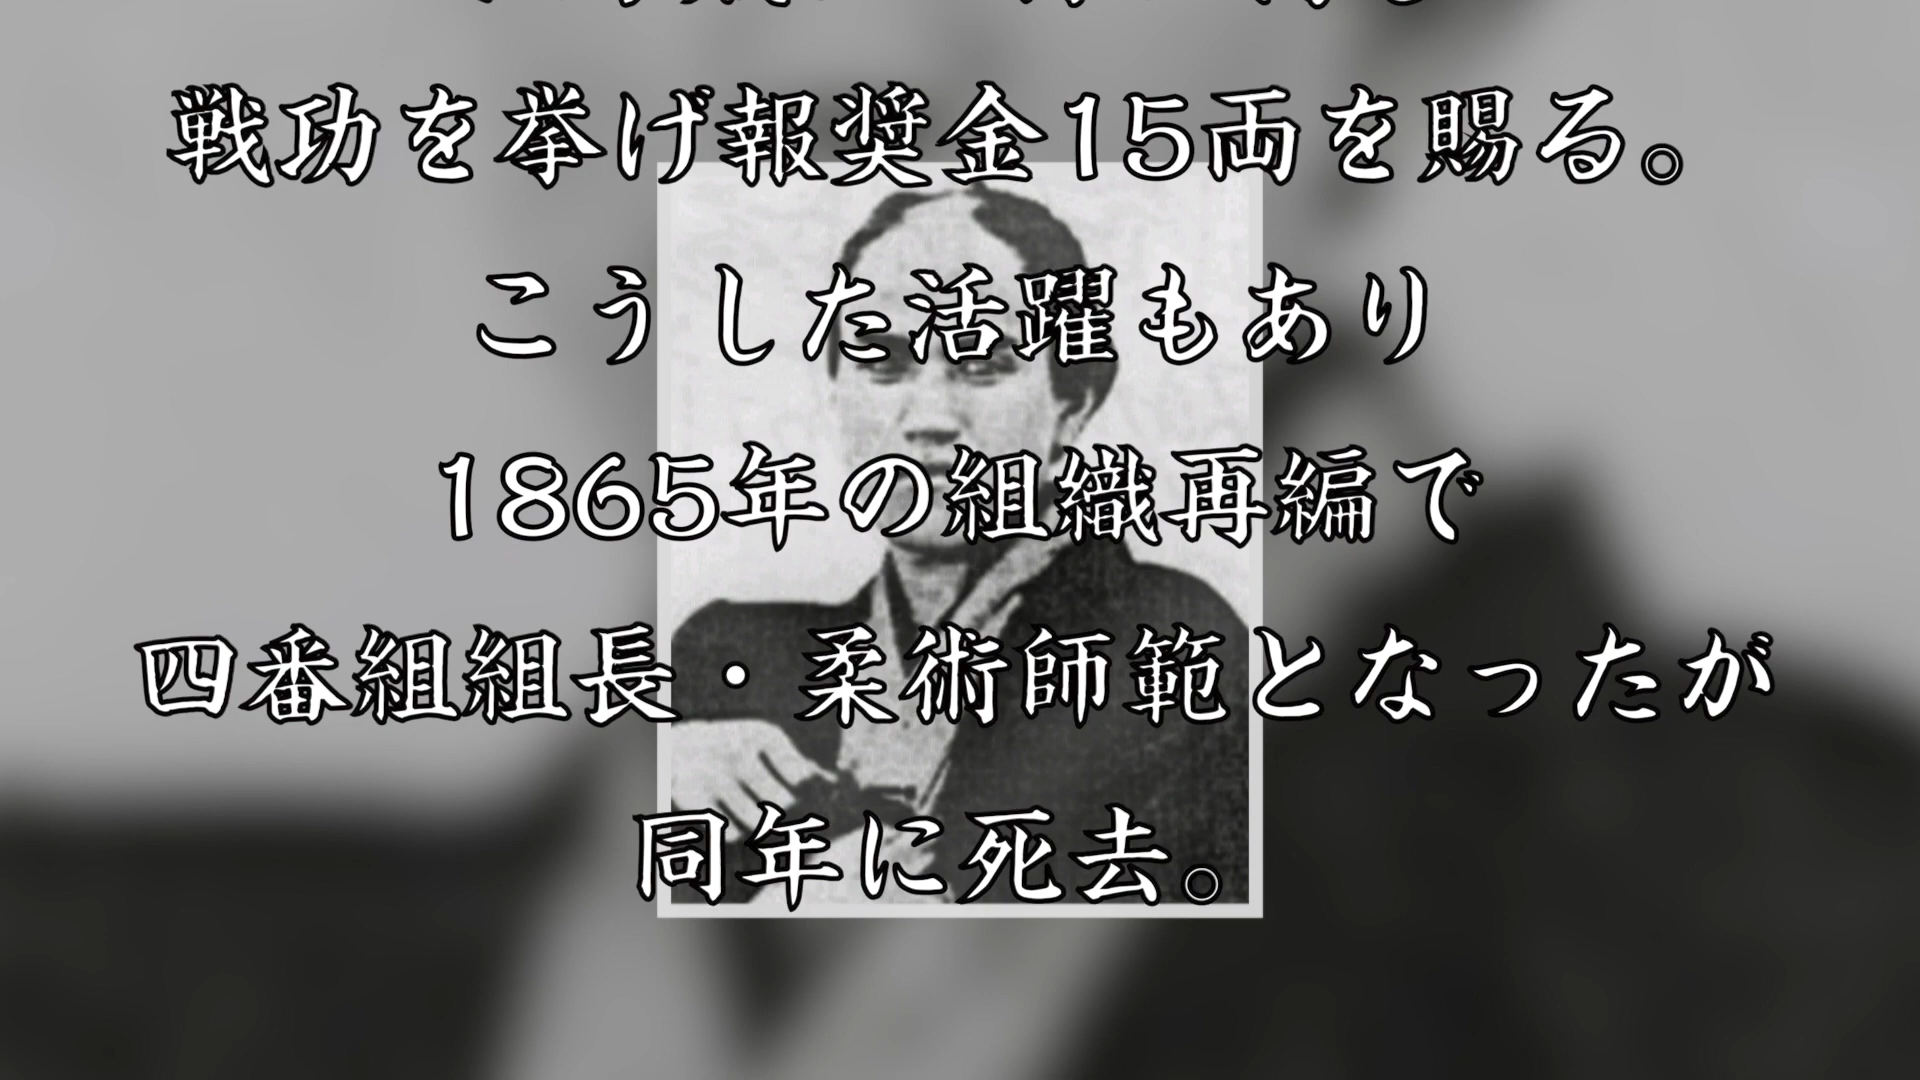 戦功を挙げ報奨金15両を賜る。
こうした活躍もあり
1865年の組織再編で
四番組組長・柔術師範となったが
同年に死去。